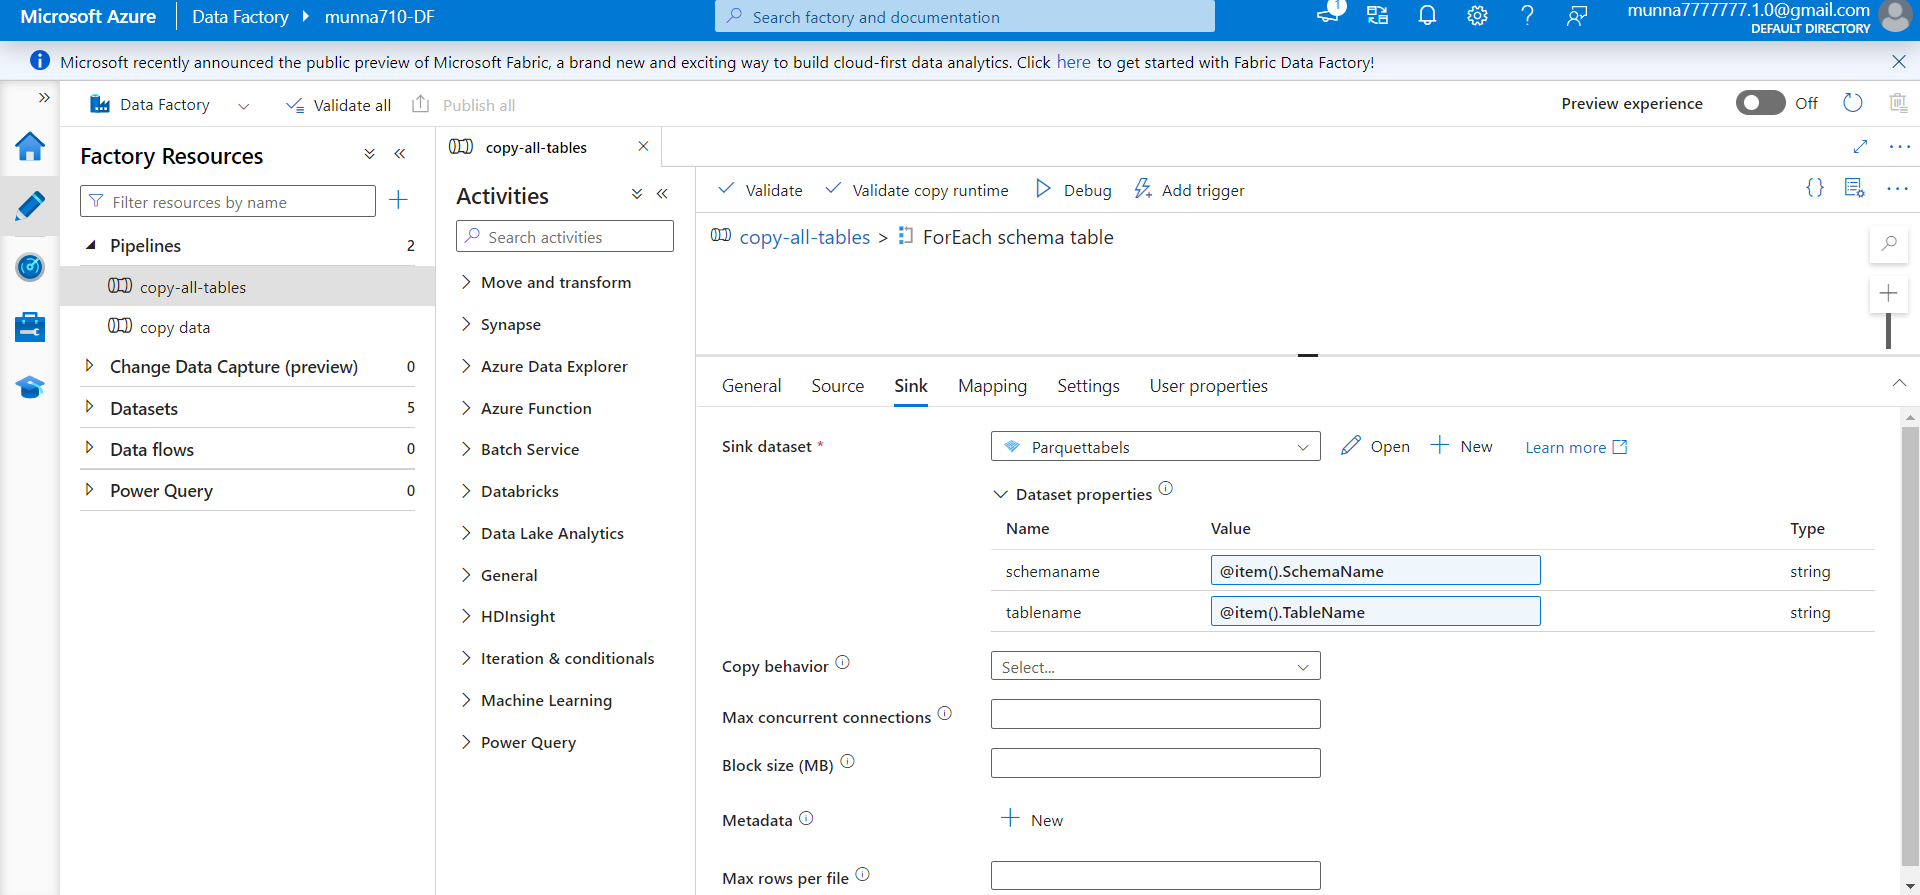 Microsoft Azure Data Factory munna710-DF Search factory and documentation 1 munna7777777.1.0@gmail.com
DEFAULT DIRECTORY
Microsoft recently announced the public preview of Microsoft Fabric, a brand new and exciting way to build cloud-first data analytics. Click here to get started with Fabric Data Factory!
Data Factory Validate all Publish all Preview experience Off
Factory Resources
Filter resources by name
Pipelines 2
copy-all-tables
copy data
Change Data Capture (preview) 0
Datasets 5
Data flows 0
Power Query 0
copy-all-tables
Activities
Search activities
Move and transform
Synapse
Azure Data Explorer
Azure Function
Batch Service
Databricks
Data Lake Analytics
General
HDInsight
Iteration & conditionals
Machine Learning
Power Query
Validate Validate copy runtime Debug Add trigger {}
copy-all-tables > ForEach schema table
General Source Sink Mapping Settings User properties
Sink dataset * Parquettabels Open New Learn more
Dataset properties
Name Value Type
schemaname @item().SchemaName string
tablename @item().TableName string
Copy behavior Select...
Max concurrent connections
Block size (MB)
Metadata New
Max rows per file